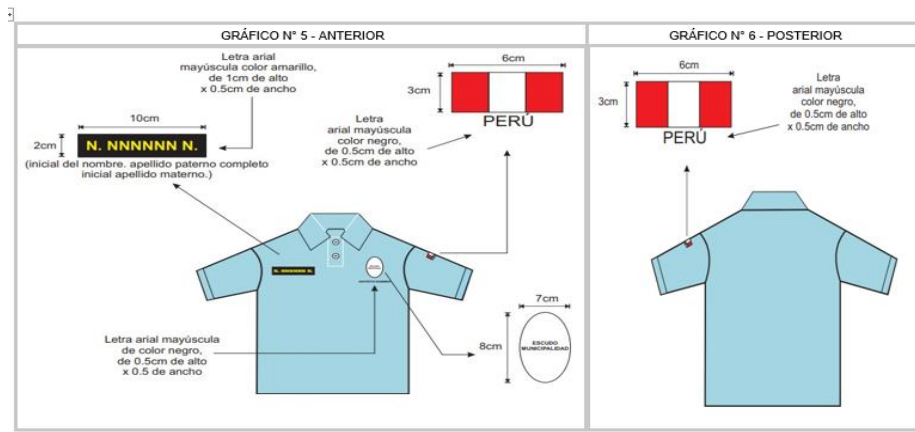 GRÁFICO N° 5 - ANTERIOR
Letra arial
mayúscula color amarillo,
de 1cm de alto
x 0.5cm de ancho
10cm
2cm
N. NNNNNN N.
(inicial del nombre. apellido paterno completo
inicial apellido materno.)
6cm
3cm
PERÚ
Letra
arial mayúscula
color negro,
de 0.5cm de alto
x 0.5cm de ancho
N. NNNNNN N.
Letra arial mayúscula
de color negro,
de 0.5cm de alto
x 0.5 de ancho
7cm
8cm
ESCUDO
MUNICIPALIDAD
GRÁFICO N° 6 - POSTERIOR
6cm
3cm
PERÚ
Letra
arial mayúscula
color negro,
de 0.5cm de alto
x 0.5cm de ancho